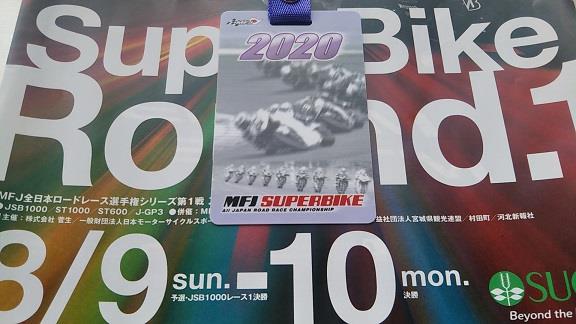 Super Bike
2020
Round.1
MFJ全日本ロードレース選手権シリーズ第1戦
●JSB1000/ST1000/ST600/J-GP3 ●併催:
主催:株式会社 菅生/一般財団法人日本モーターサイクルスポ
益社団法人宮城県観光連盟/村田町/河北新報社
MFJ SUPERBIKE
All JAPAN ROAD RACE CHAMPIONSHIP
8/9 sun.-10 mon.
予選・JSB1000レース1決勝
決勝
SUG
Beyond the